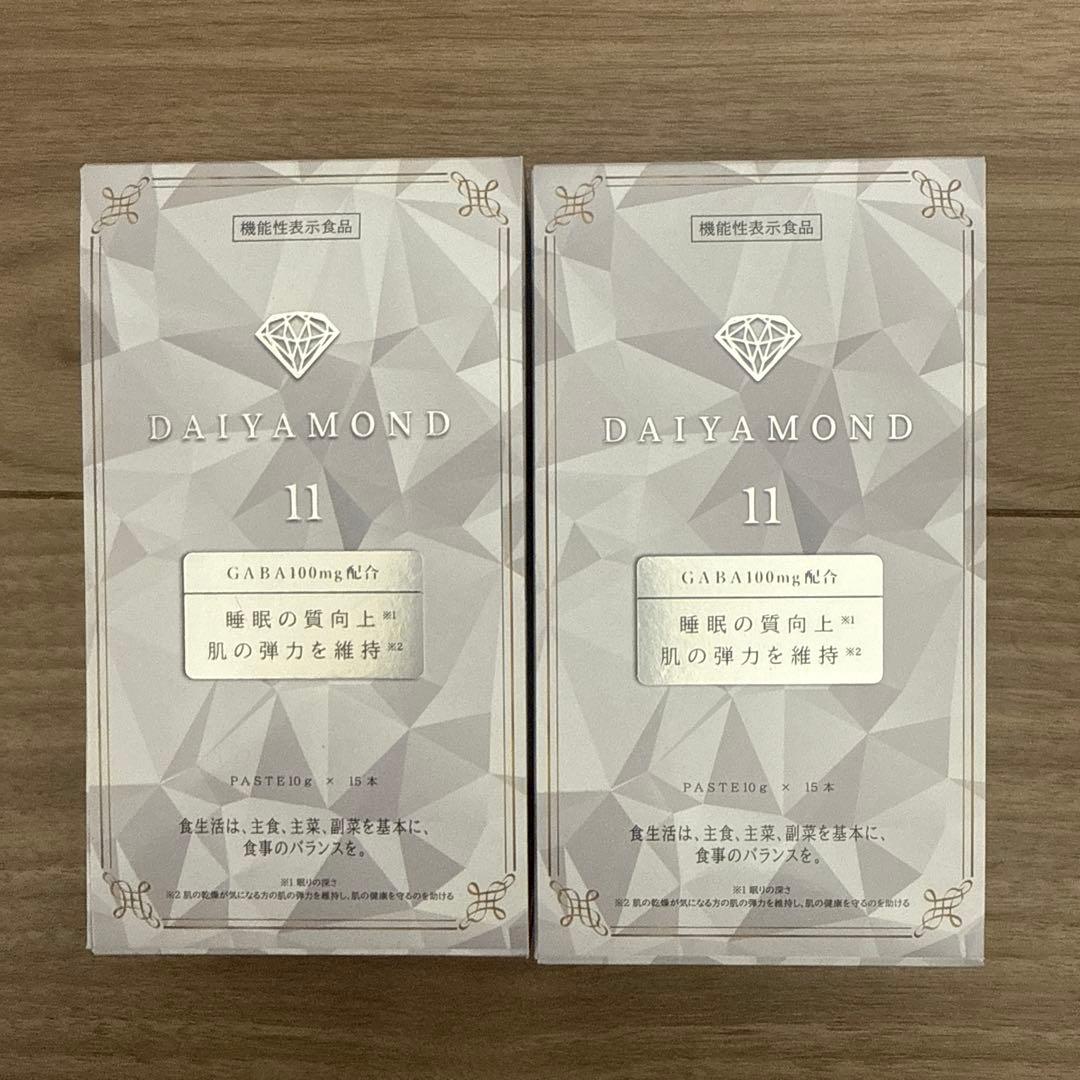 機能性表示食品
DAIYAMOND
11
GABA100mg配合
睡眠の質向上※1
肌の弾力を維持※2
PASTE10g × 15本
食生活は、主食、主菜、副菜を基本に、
食事のバランスを。
※1 眠りの深さ
※2 肌の乾燥が気になる方の肌の弾力を維持し、肌の健康を守るのを助ける
機能性表示食品
DAIYAMOND
11
GABA100mg配合
睡眠の質向上※1
肌の弾力を維持※2
PASTE10g × 15本
食生活は、主食、主菜、副菜を基本に、
食事のバランスを。
※1 眠りの深さ
※2 肌の乾燥が気になる方の肌の弾力を維持し、肌の健康を守るのを助ける